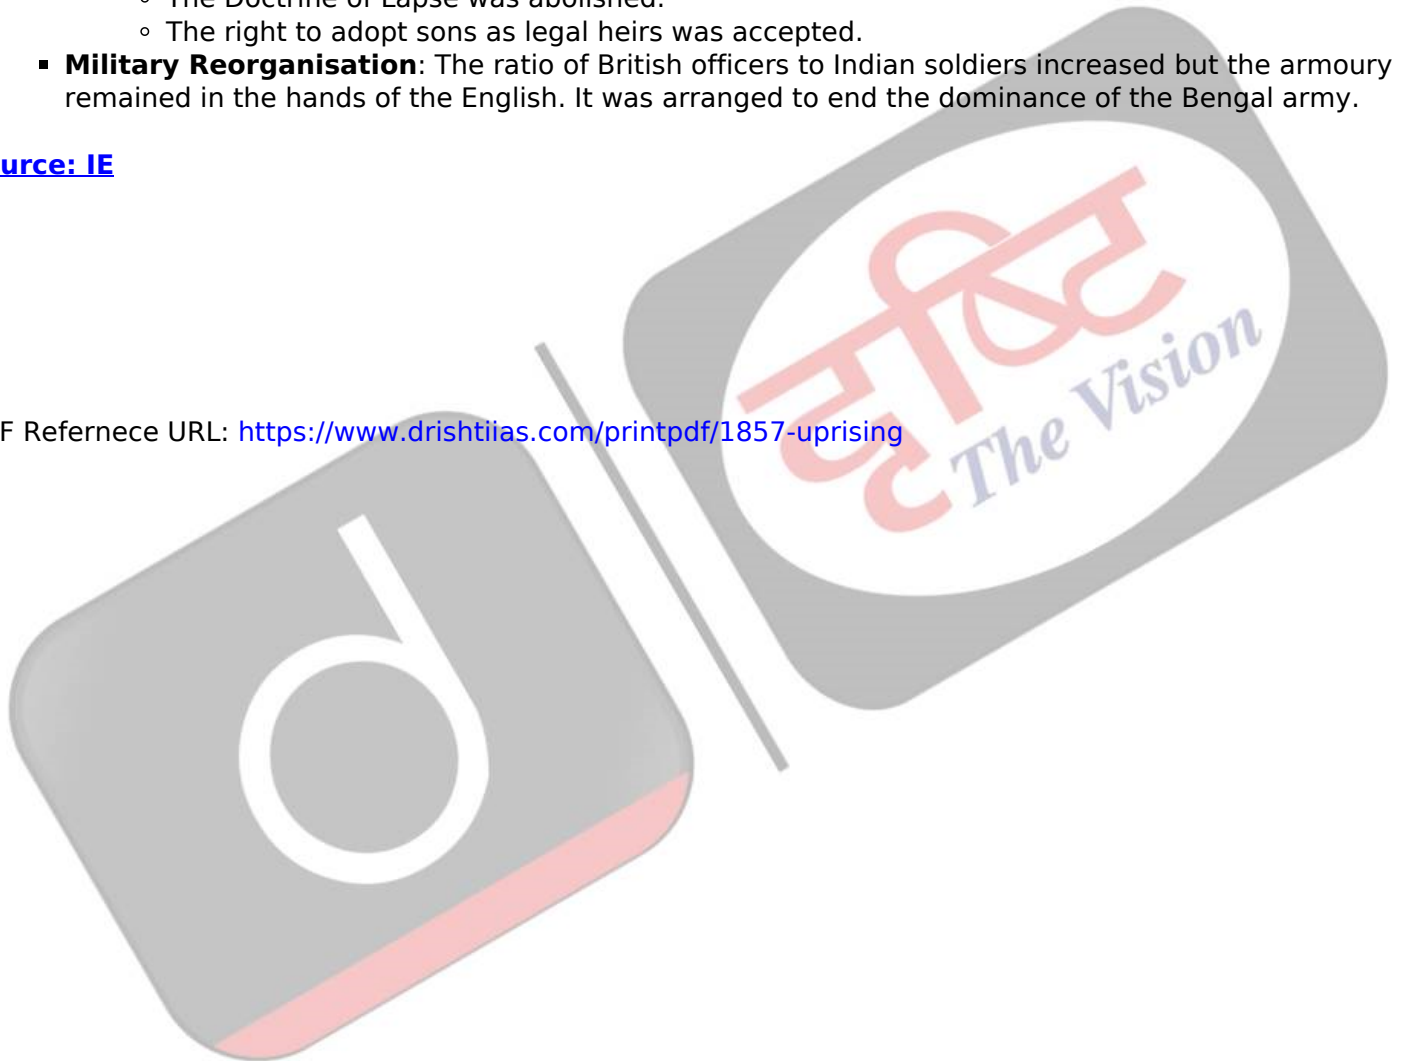 The Doctrine of Lapse was abolished.
The right to adopt sons as legal heirs was accepted.
Military Reorganisation: The ratio of British officers to Indian soldiers increased but the armoury
remained in the hands of the English. It was arranged to end the dominance of the Bengal army.
urce: IE
दृष्टि
The Vision
F Refernece URL: https://www.drishtiias.com/printpdf/1857-uprising
d